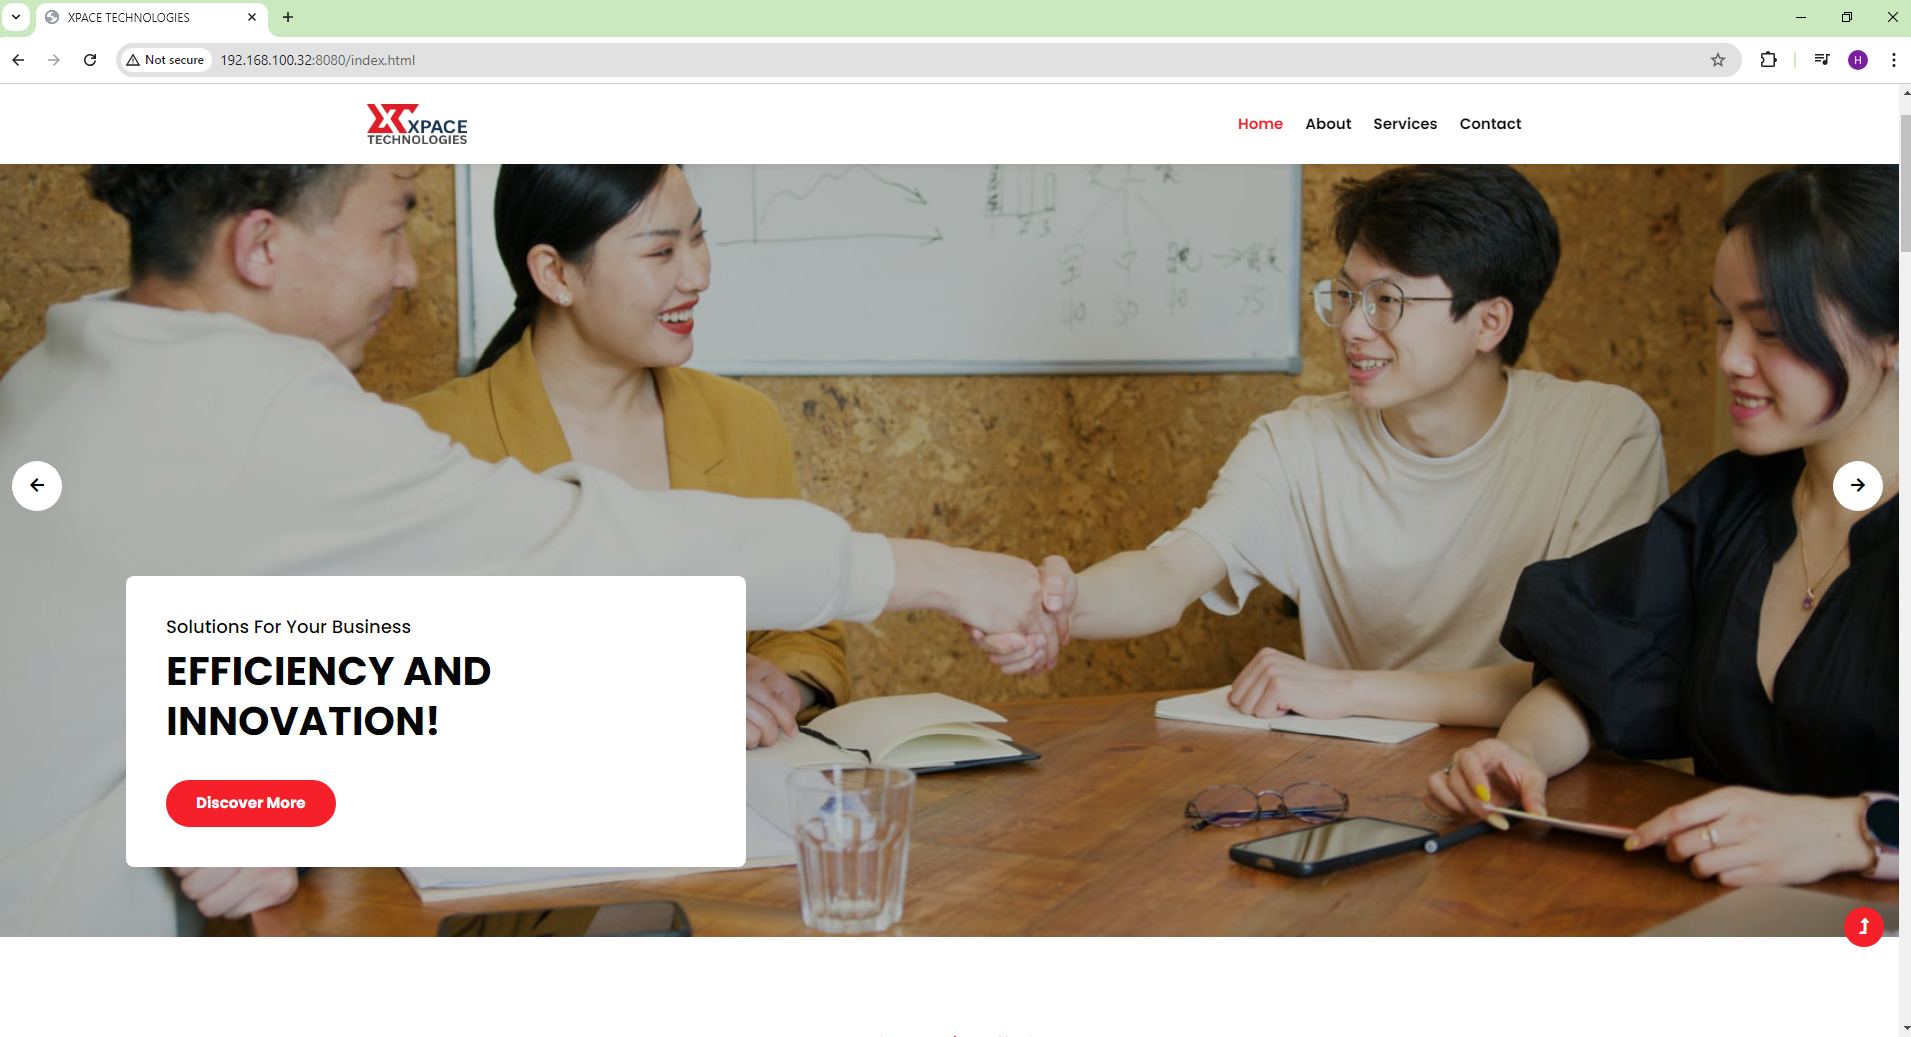 XPACE TECHNOLOGIES
Not secure
192.168.100.32:8080/index.html
H
XPACE
TECHNOLOGIES
Home
About
Services
Contact
Solutions For Your Business
EFFICIENCY AND
INNOVATION!
Discover More